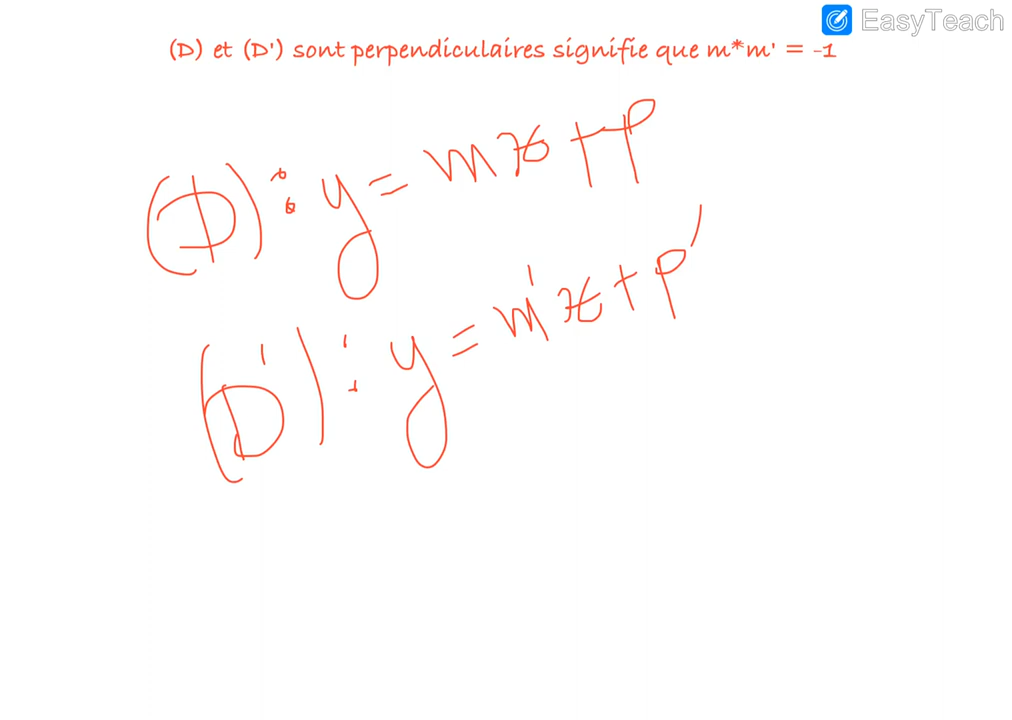 EasyTeach
(D) et (D') sont perpendiculaires signifie que m*m' = -1
(D) : y = mx + p
(D') : y = m'x + p'